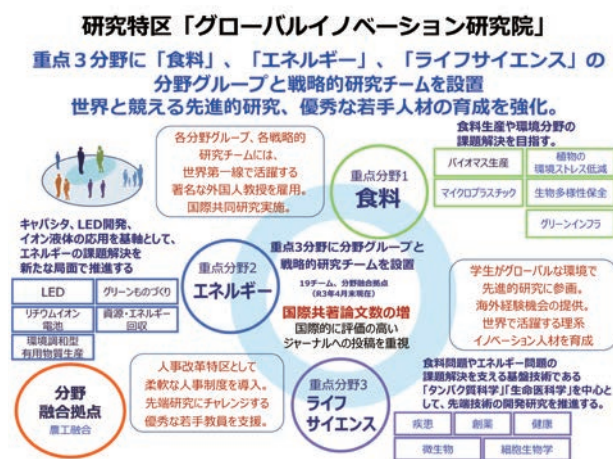 研究特区「グローバルイノベーション研究院」
重点３分野に「食料」、「エネルギー」、「ライフサイエンス」の
分野グループと戦略的研究チームを設置
世界と競える先進的研究、優秀な若手人材の育成を強化。
各分野グループ、各戦略的
研究チームには、
世界第一線で活躍する
著名な外国人教授を雇用。
国際共同研究実施。
重点分野1
食料
食料生産や環境分野の
課題解決を目指す。
バイオマス生産
植物の
環境ストレス低減
マイクロプラスチック
生物多様性保全
グリーンインフラ
キャパシタ、LED開発、
イオン液体の応用を基軸として、
エネルギーの課題解決を
新たな局面で推進する
LED
グリーンものづくり
リチウムイオン
電池
資源・エネルギー
回収
環境調和型
有用物質生産
重点分野2
エネルギー
重点3分野に分野グループと
戦略的研究チームを設置
19チーム、分野融合拠点
（R3年4月末現在）
国際共著論文数の増
国際的に評価の高い
ジャーナルへの投稿を重視
学生がグローバルな環境で
先進的研究に参画。
海外経験機会の提供。
世界で活躍する理系
イノベーション人材を育成
分野
融合拠点
農工融合
人事改革特区として
柔軟な人事制度を導入。
先端研究にチャレンジする
優秀な若手教員を支援。
重点分野3
ライフ
サイエンス
食料問題やエネルギー問題の
課題解決を支える基盤技術である
「タンパク質科学」「生命医科学」を中心と
して、先端技術の開発研究を推進する。
疾患
創薬
健康
微生物
細胞生物学